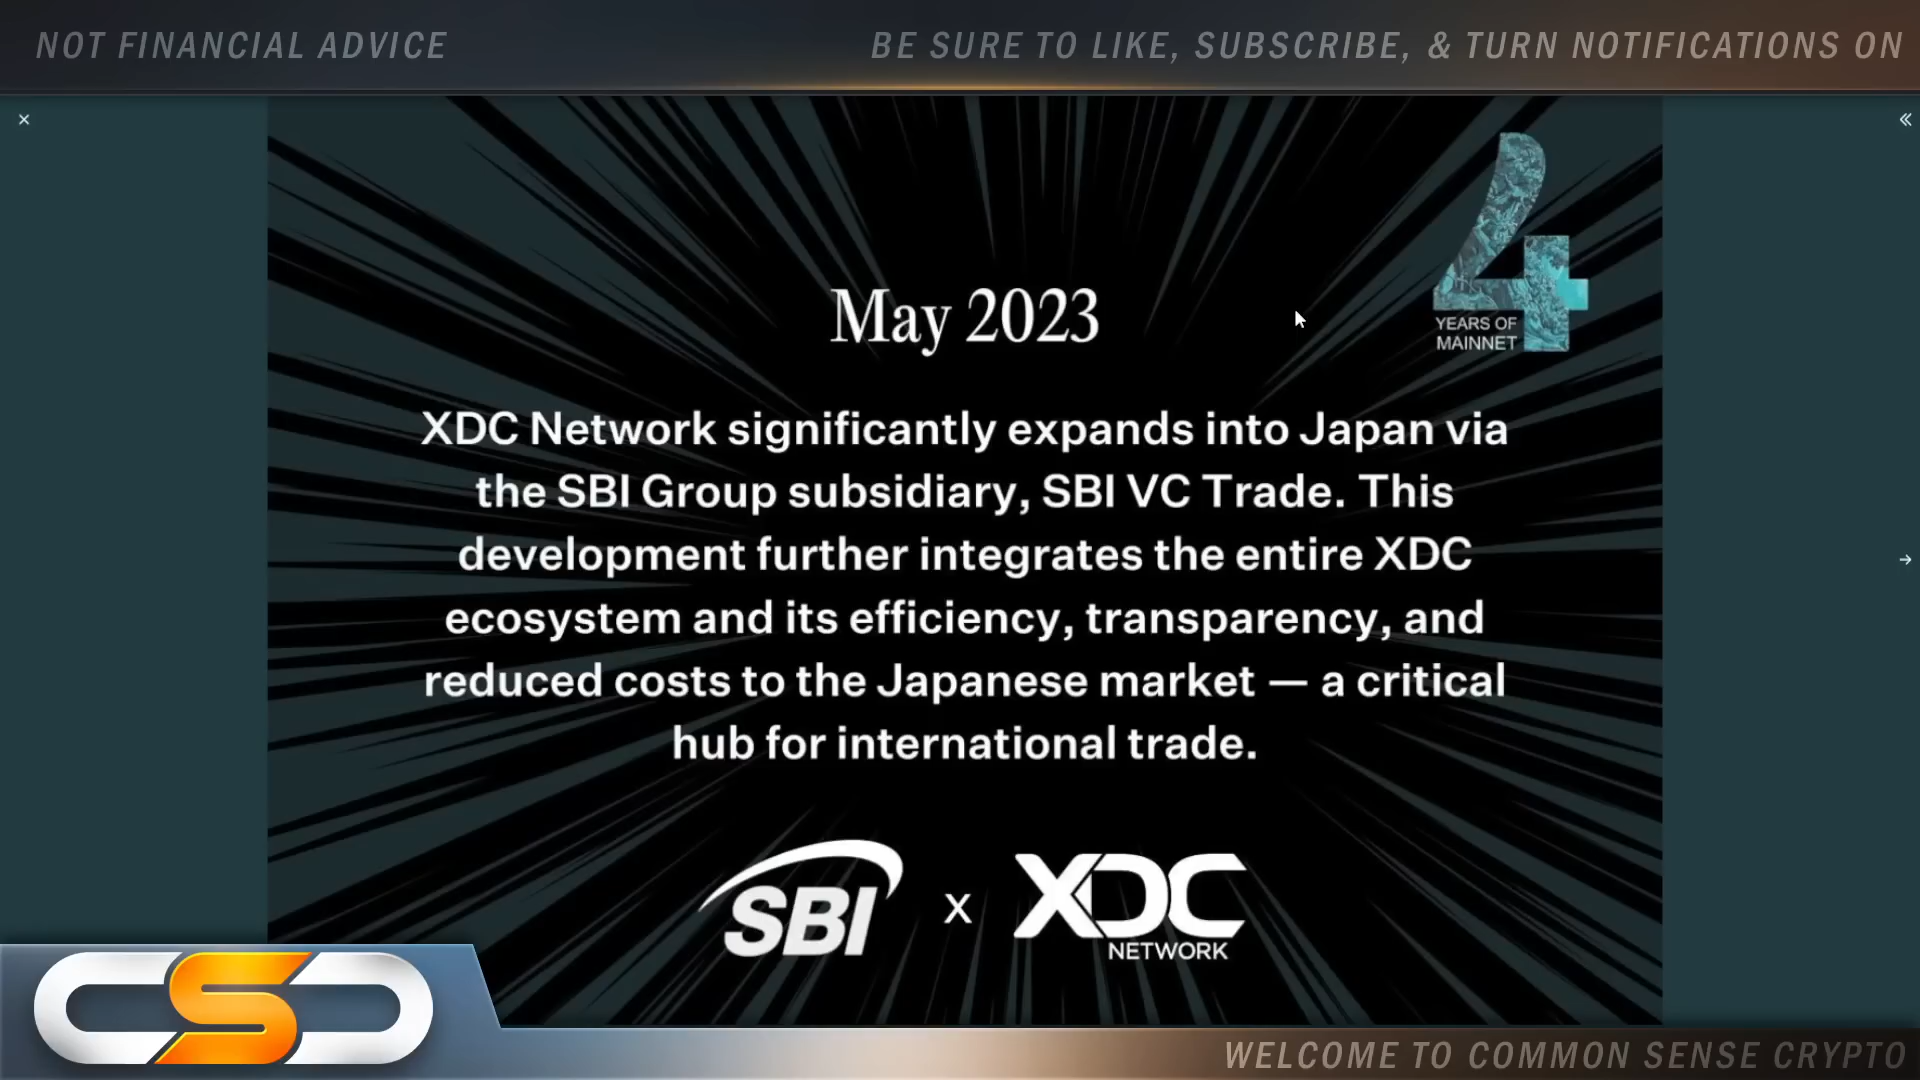 NOT FINANCIAL ADVICE
BE SURE TO LIKE, SUBSCRIBE, & TURN NOTIFICATIONS ON
4
YEARS OF
MAINNET
May 2023
XDC Network significantly expands into Japan via
the SBI Group subsidiary, SBI VC Trade. This
development further integrates the entire XDC
ecosystem and its efficiency, transparency, and
reduced costs to the Japanese market — a critical
hub for international trade.
SBI x XDC
NETWORK
CSC
WELCOME TO COMMON SENSE CRYPTO